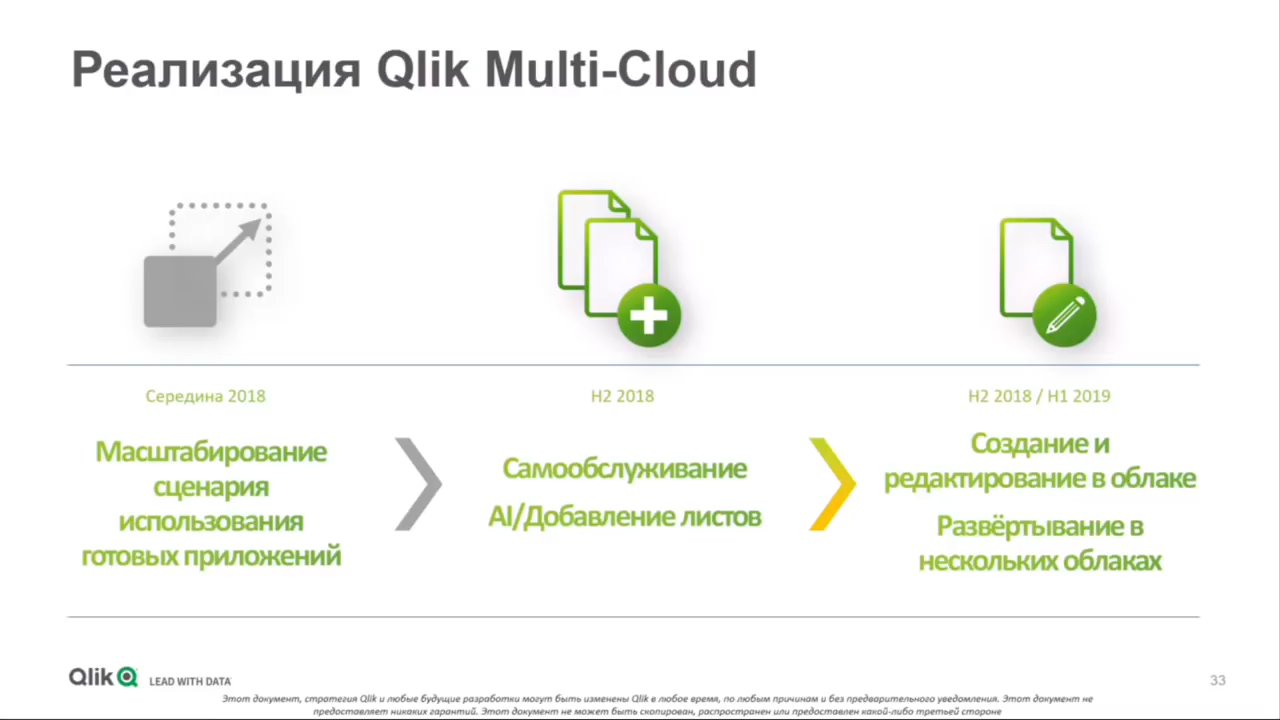 Реализация Qlik Multi-Cloud
Середина 2018
Масштабирование
сценария
использования
готовых приложений
H2 2018
Самообслуживание
AI/Добавление листов
H2 2018 / H1 2019
Создание и
редактирование в облаке
Развёртывание в
нескольких облаках
Qlik
LEAD WITH DATA
33
Этот документ, стратегия Qlik и любые будущие разработки могут быть изменены Qlik в любое время, по любым причинам и без предварительного уведомления. Этот документ не
предоставляет никаких гарантий. Этот документ не может быть скопирован, распространен или предоставлен какой-либо третьей стороне